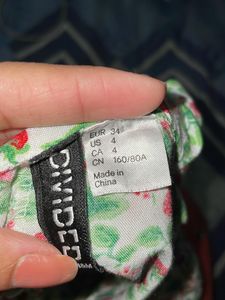 EUR 34
US 4
CA 4
CN 160/80A
Made in
China
DIVIDED